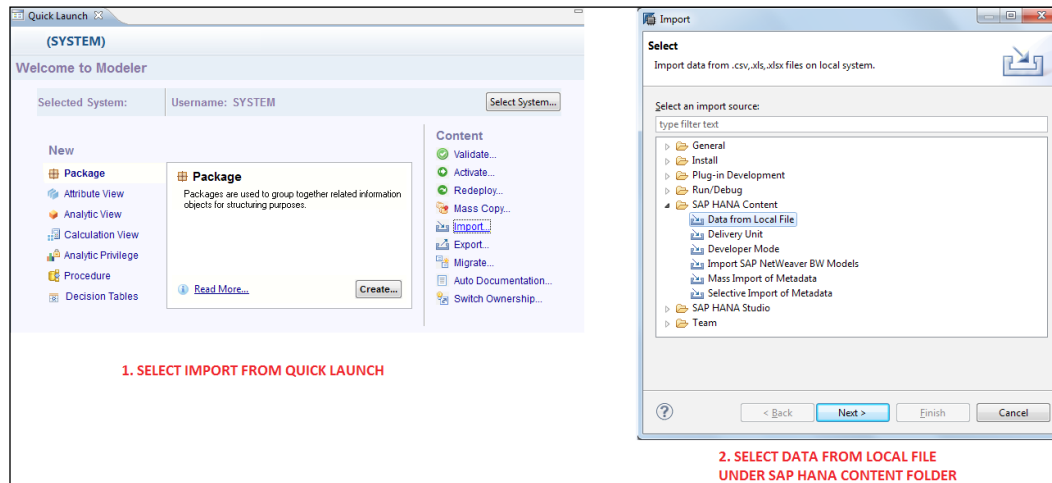 Quick Launch
(SYSTEM)
Welcome to Modeler
Selected System:
Username: SYSTEM
Select System...
New
Package
Attribute View
Analytic View
Calculation View
Analytic Privilege
Procedure
Decision Tables
Package
Packages are used to group together related information
objects for structuring purposes.
Read More...
Create...
Content
Validate...
Activate...
Redeploy...
Mass Copy...
Import...
Export...
Migrate...
Auto Documentation...
Switch Ownership...
1. SELECT IMPORT FROM QUICK LAUNCH
Import
Select
Import data from .csv,.xls,.xlsx files on local system.
Select an import source:
type filter text
General
Install
Plug-in Development
Run/Debug
SAP HANA Content
Data from Local File
Delivery Unit
Developer Mode
Import SAP NetWeaver BW Models
Mass Import of Metadata
Selective Import of Metadata
SAP HANA Studio
Team
?
< Back
Next >
Finish
Cancel
2. SELECT DATA FROM LOCAL FILE
UNDER SAP HANA CONTENT FOLDER